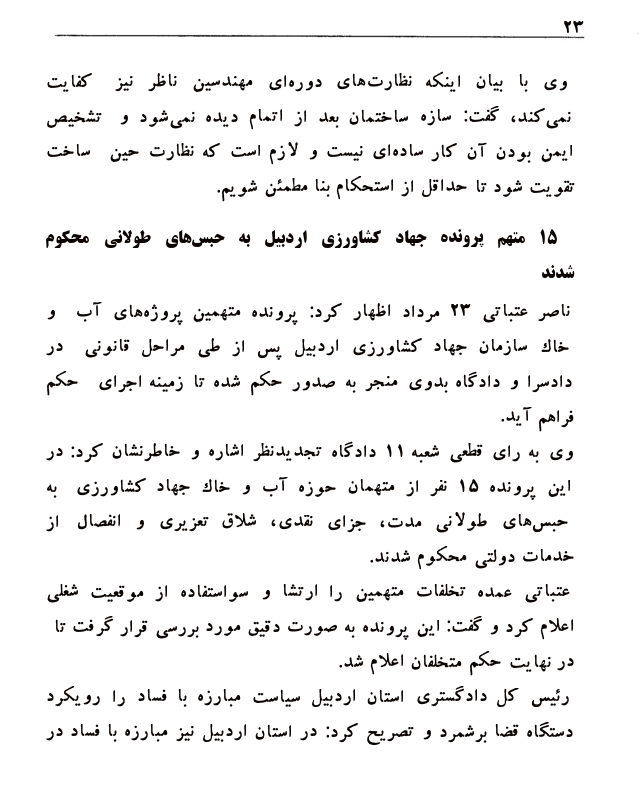 ۲۳
وی با بیان اینکه نظارت‌های دوره‌ای مهندسین ناظر نیز کفایت
نمی‌کند، گفت: سازه ساختمان بعد از اتمام دیده نمی‌شود و تشخیص
ایمن بودن آن کار ساده‌ای نیست و لازم است که نظارت حین ساخت
تقویت شود تا حداقل از استحکام بنا مطمئن شویم.
۱۵ متهم پرونده جهاد کشاورزی اردبیل به حبس‌های طولانی محکوم
شدند
ناصر عتباتی ۲۳ مرداد اظهار کرد: پرونده متهمین پروژه‌های آب و
خاك سازمان جهاد کشاورزی اردبیل پس از طی مراحل قانونی در
دادسرا و دادگاه بدوی منجر به صدور حکم شده تا زمینه اجرای حکم
فراهم آید.
وی به رای قطعی شعبه ۱۱ دادگاه تجدیدنظر اشاره و خاطرنشان کرد: در
این پرونده ۱۵ نفر از متهمان حوزه آب و خاك جهاد کشاورزی به
حبس‌های طولانی مدت، جزای نقدی، شلاق تعزیری و انفصال از
خدمات دولتی محکوم شدند.
عتباتی عمده تخلفات متهمین را ارتشا و سواستفاده از موقعیت شغلی
اعلام کرد و گفت: این پرونده به صورت دقیق مورد بررسی قرار گرفت تا
در نهایت حکم متخلفان اعلام شد.
رئیس کل دادگستری استان اردبیل سیاست مبارزه با فساد را رویکرد
دستگاه قضا برشمرد و تصریح کرد: در استان اردبیل نیز مبارزه با فساد در